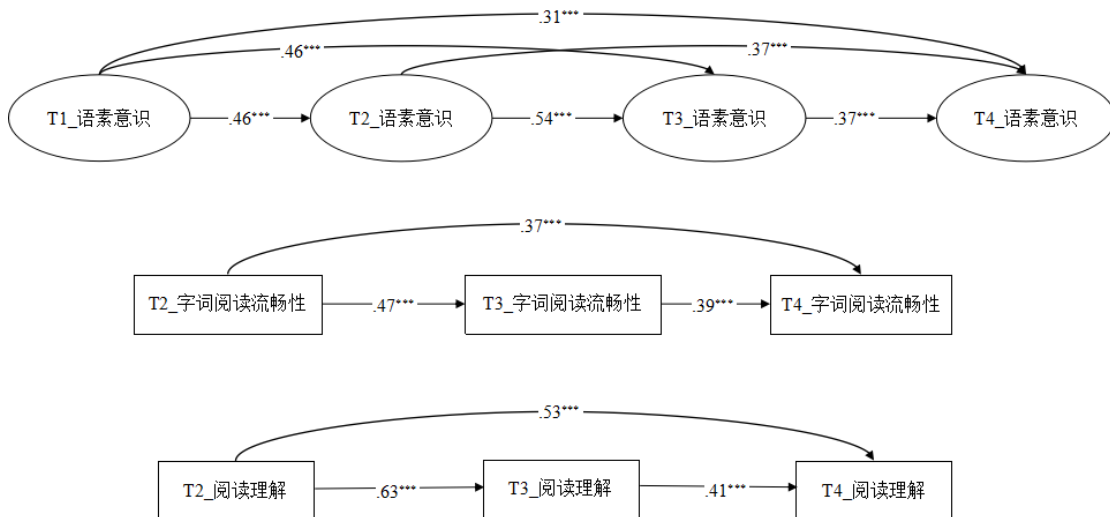 .31***
.46*** .37***
T1_语素意识 .46*** T2_语素意识 .54*** T3_语素意识 .37*** T4_语素意识
.37***
T2_字词阅读流畅性 .47*** T3_字词阅读流畅性 .39*** T4_字词阅读流畅性
.53***
T2_阅读理解 .63*** T3_阅读理解 .41*** T4_阅读理解